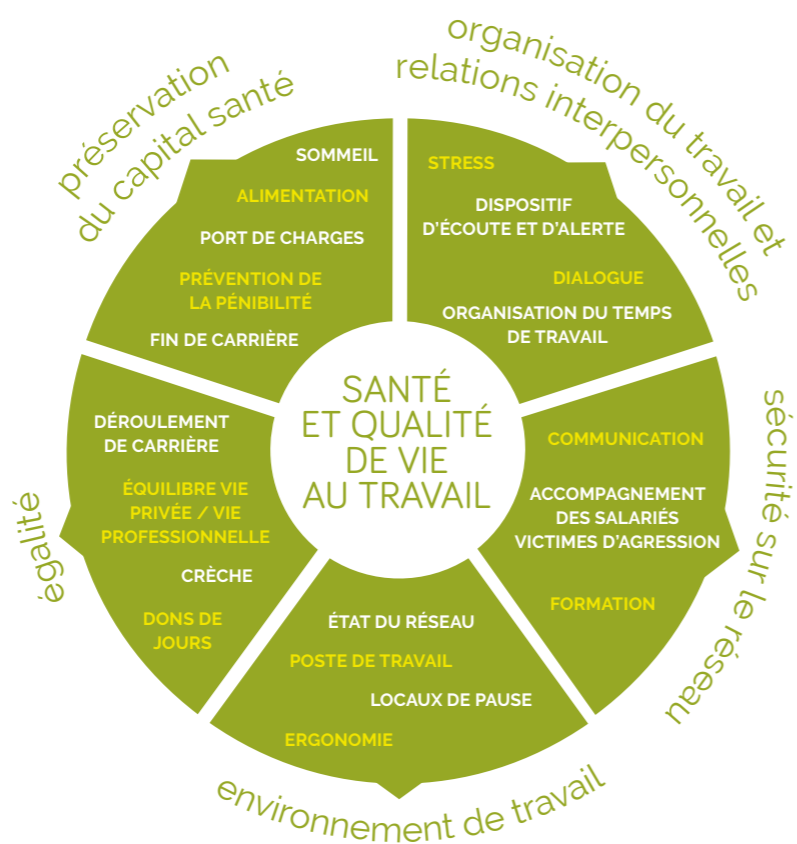 préservation
du capital santé
SOMMEIL
ALIMENTATION
PORT DE CHARGES
PRÉVENTION DE
LA PÉNIBILITÉ
FIN DE CARRIÈRE
organisation du travail et
relations interpersonnelles
STRESS
DISPOSITIF
D'ÉCOUTE ET D'ALERTE
DIALOGUE
ORGANISATION DU TEMPS
DE TRAVAIL
SANTÉ
ET QUALITÉ
DE VIE
AU TRAVAIL
sécurité sur le réseau
COMMUNICATION
ACCOMPAGNEMENT
DES SALARIÉS
VICTIMES D'AGRESSION
FORMATION
environnement de travail
ÉTAT DU RÉSEAU
POSTE DE TRAVAIL
LOCAUX DE PAUSE
ERGONOMIE
égalité
DÉROULEMENT
DE CARRIÈRE
ÉQUILIBRE VIE
PRIVÉE / VIE
PROFESSIONNELLE
CRÈCHE
DONS DE
JOURS